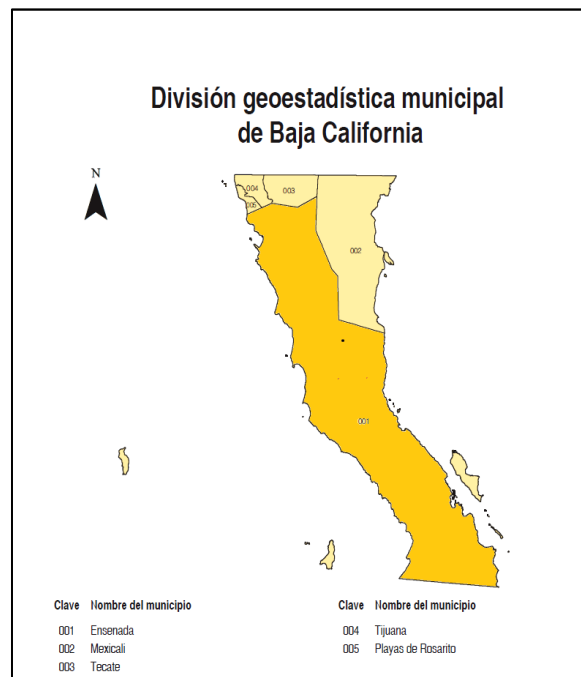 División geoestadística municipal
de Baja California
N
004
003
005
002
001
Clave Nombre del municipio
001 Ensenada
002 Mexicali
003 Tecate
Clave Nombre del municipio
004 Tijuana
005 Playas de Rosarito